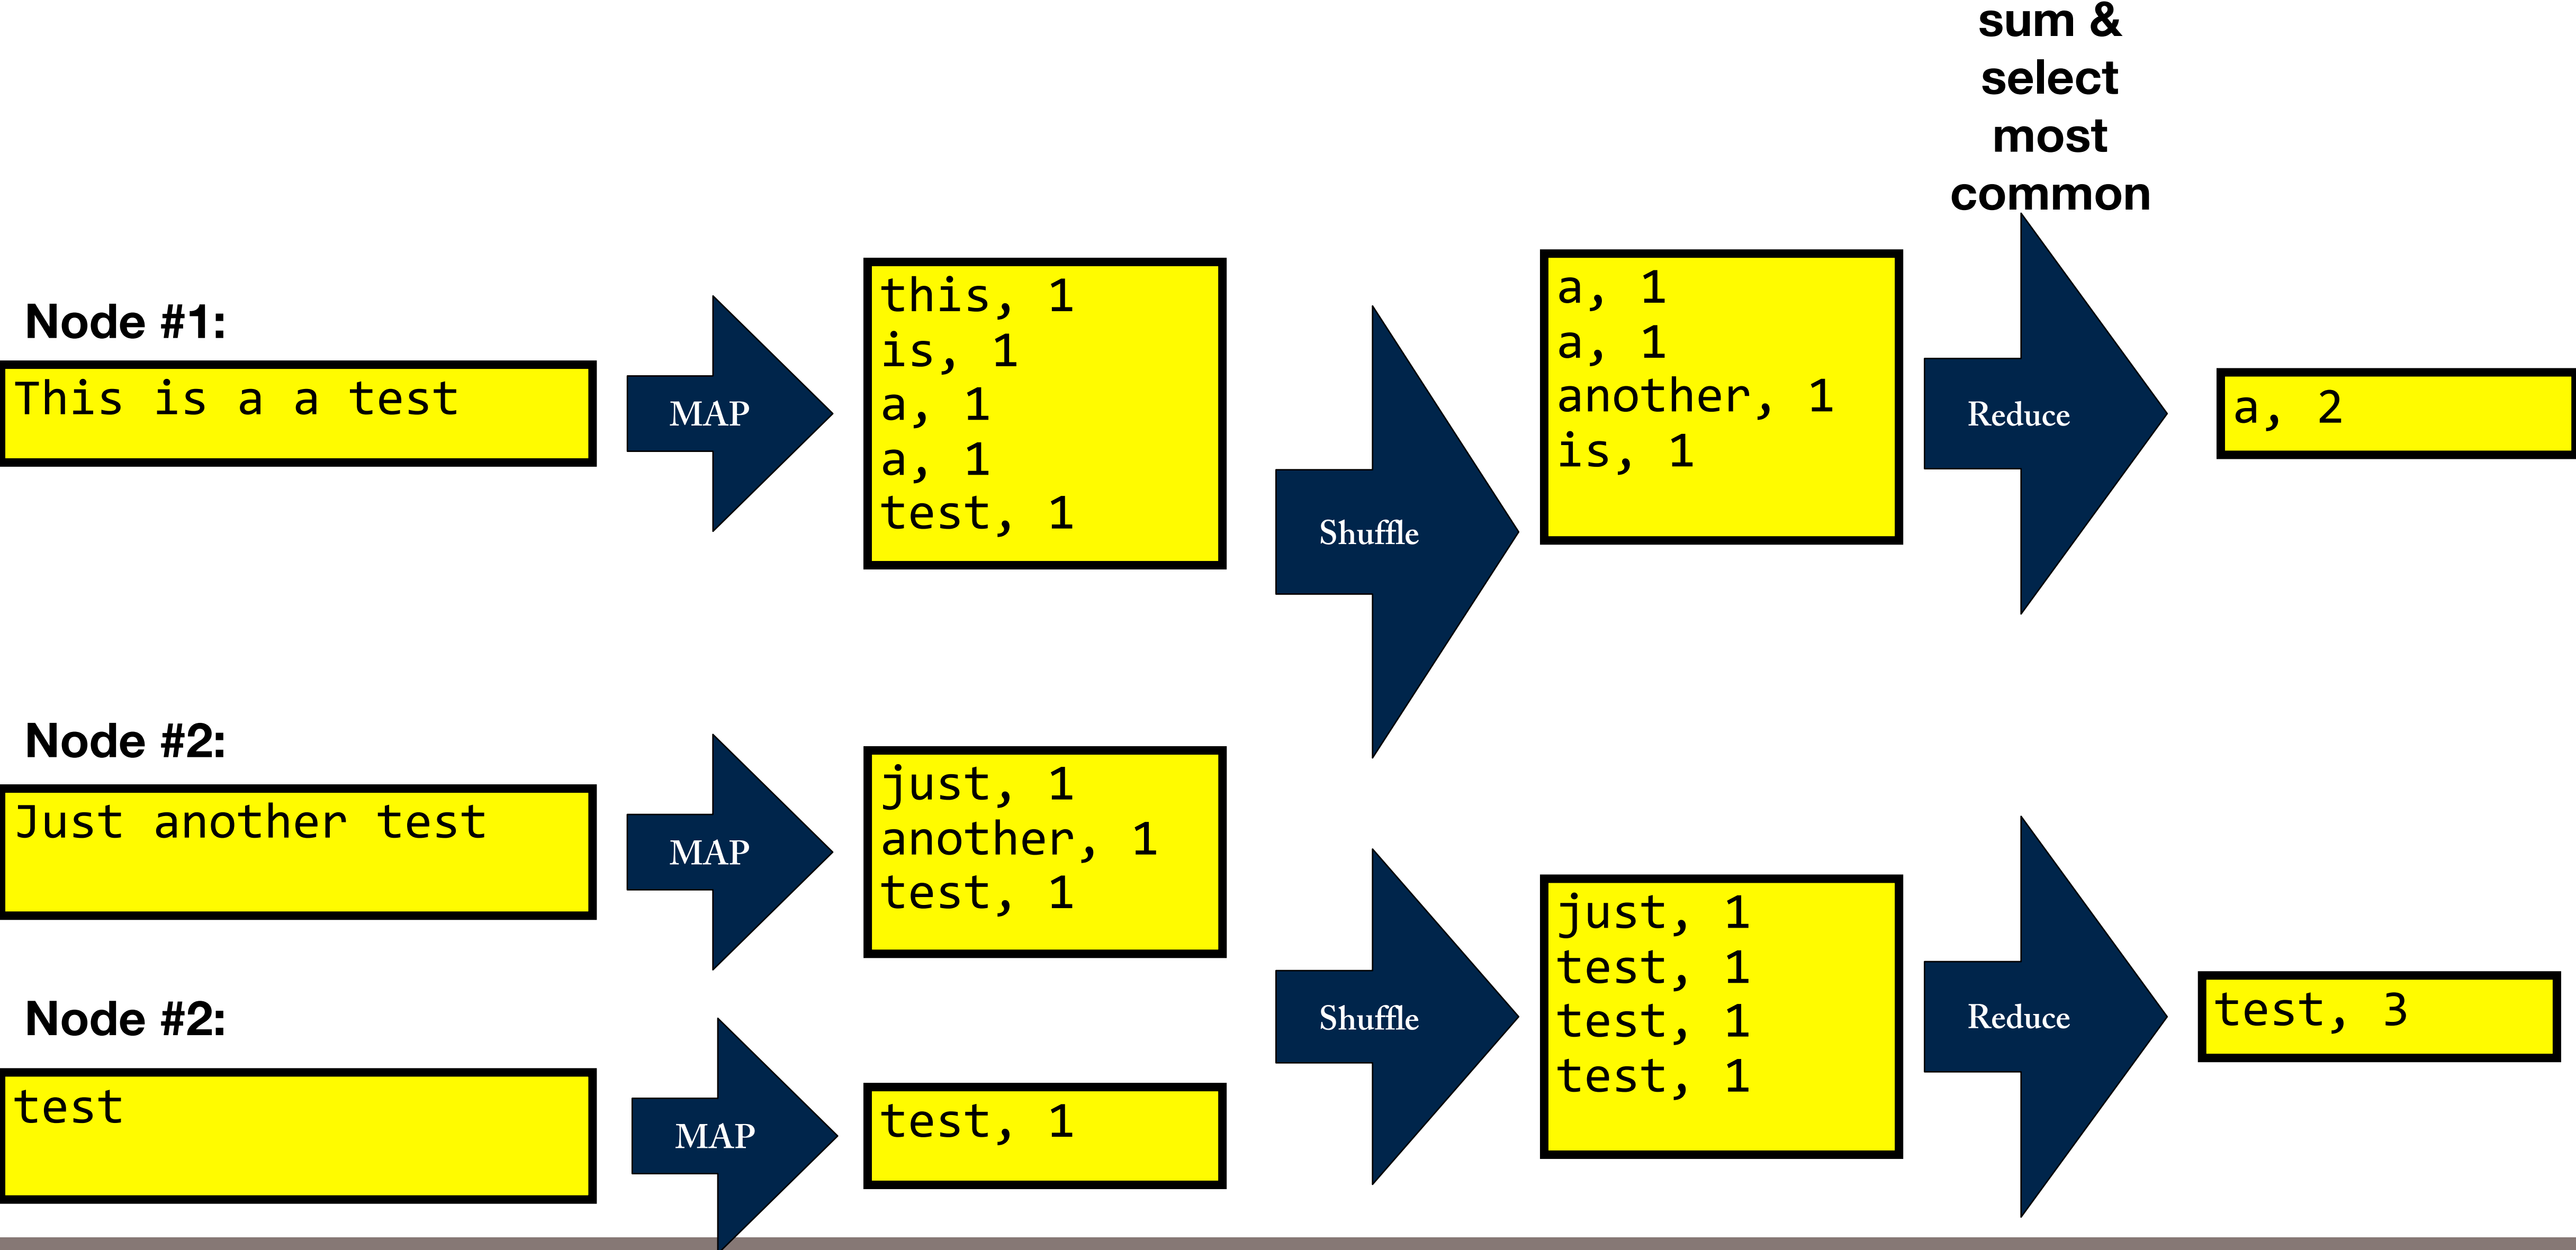 sum &
select
most
common
Node #1:
This is a a test
MAP
this, 1
is, 1
a, 1
a, 1
test, 1
Shuffle
a, 1
a, 1
another, 1
is, 1
Reduce
a, 2
Node #2:
Just another test
MAP
just, 1
another, 1
test, 1
Node #2:
test
MAP
test, 1
Shuffle
just, 1
test, 1
test, 1
test, 1
Reduce
test, 3